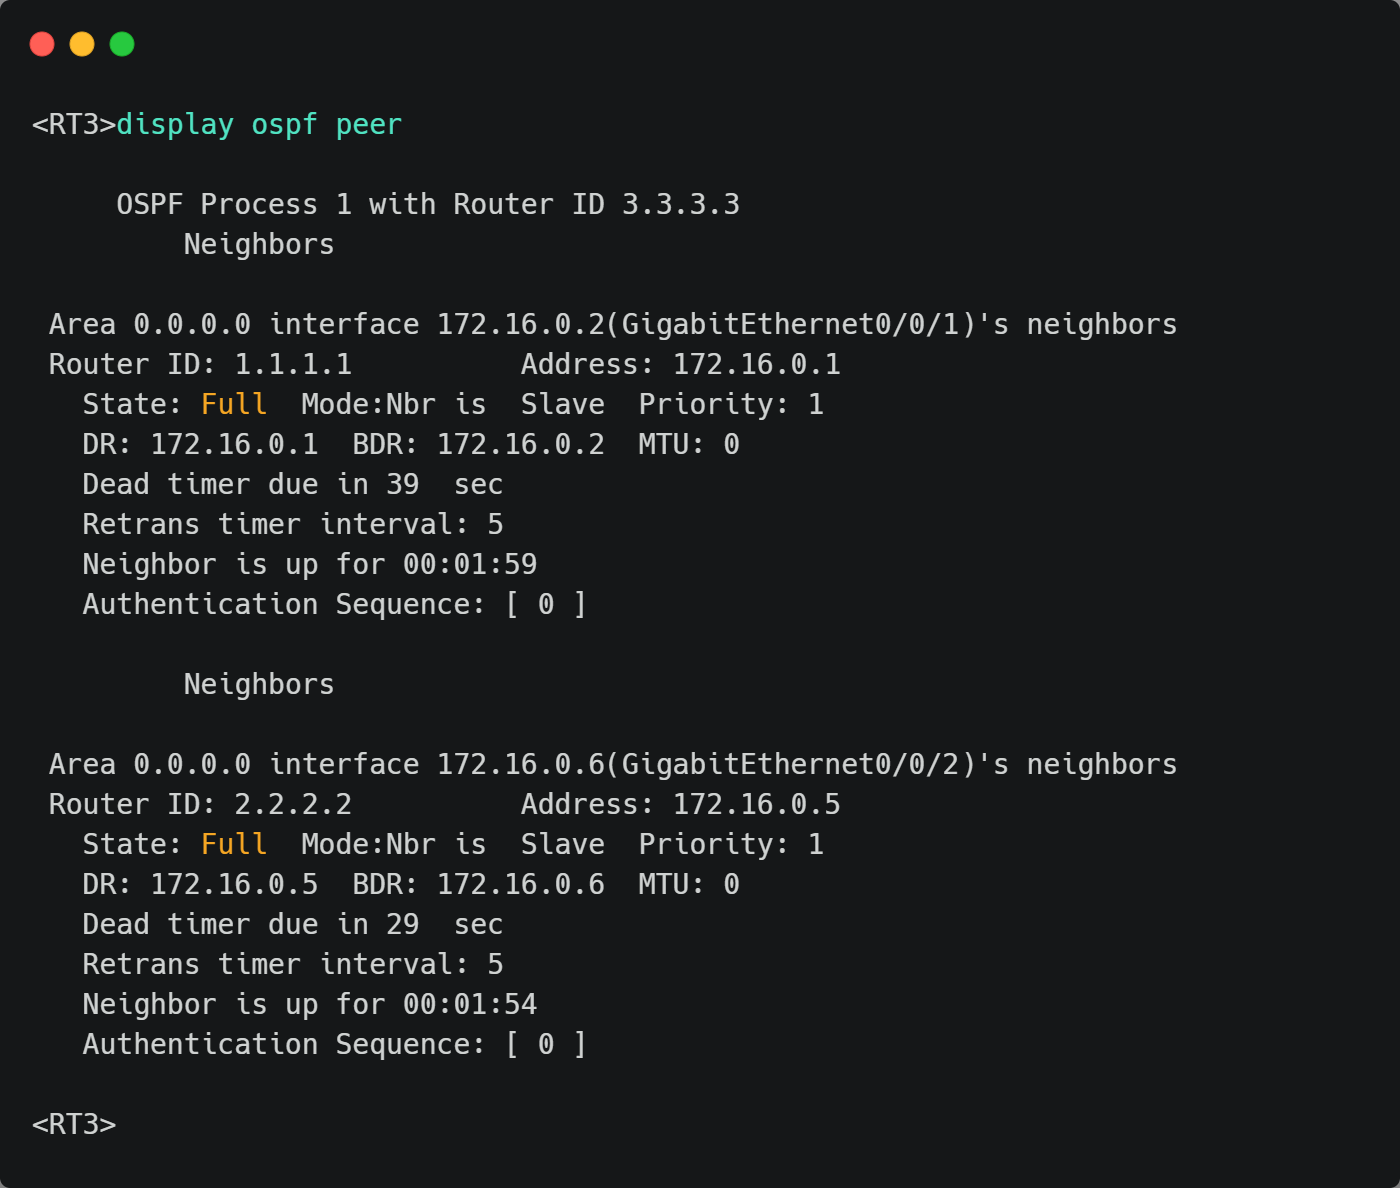 <RT3>display ospf peer
OSPF Process 1 with Router ID 3.3.3.3
Neighbors
Area 0.0.0.0 interface 172.16.0.2(GigabitEthernet0/0/1)'s neighbors
Router ID: 1.1.1.1          Address: 172.16.0.1
State: Full  Mode:Nbr is  Slave  Priority: 1
DR: 172.16.0.1  BDR: 172.16.0.2  MTU: 0
Dead timer due in 39  sec
Retrans timer interval: 5
Neighbor is up for 00:01:59
Authentication Sequence: [ 0 ]
Neighbors
Area 0.0.0.0 interface 172.16.0.6(GigabitEthernet0/0/2)'s neighbors
Router ID: 2.2.2.2          Address: 172.16.0.5
State: Full  Mode:Nbr is  Slave  Priority: 1
DR: 172.16.0.5  BDR: 172.16.0.6  MTU: 0
Dead timer due in 29  sec
Retrans timer interval: 5
Neighbor is up for 00:01:54
Authentication Sequence: [ 0 ]
<RT3>